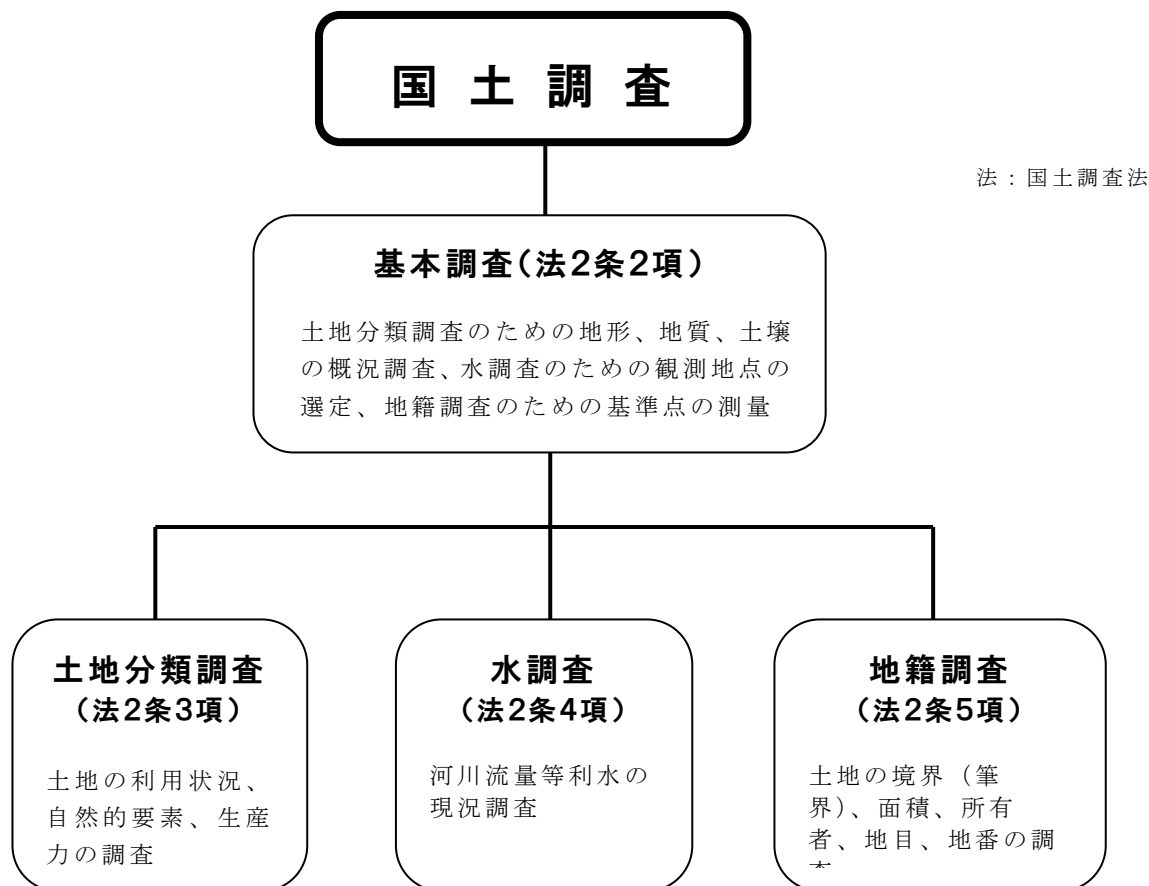 国土調査
法：国土調査法
基本調査（法2条2項）
土地分類調査のための地形、地質、土壌
の概況調査、水調査のための観測地点の
選定、地籍調査のための基準点の測量
土地分類調査
（法2条3項）
土地の利用状況、
自然的要素、生産
力の調査
水調査
（法2条4項）
河川流量等利水の
現況調査
地籍調査
（法2条5項）
土地の境界（筆
界）、面積、所有
者、地目、地番の調